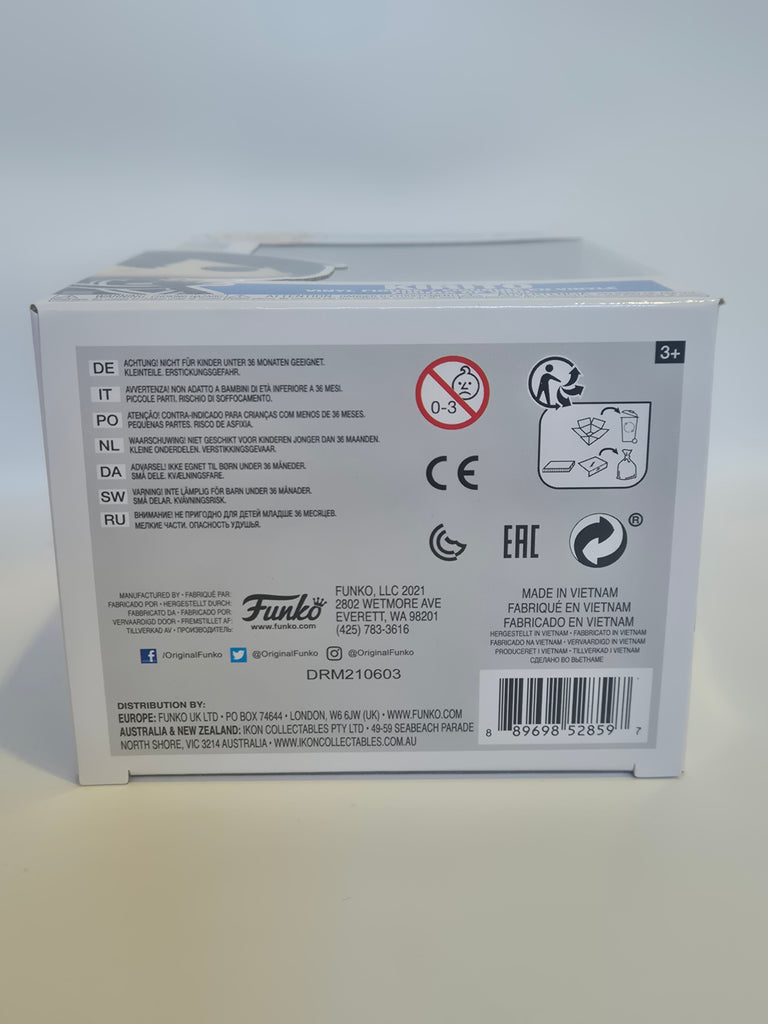 3+
DE ACHTUNG! NICHT FÜR KINDER UNTER 36 MONATEN GEEIGNET.
KLEINTEILE. ERSTICKUNGSGEFAHR.
IT AVVERTENZA! NON ADATTO A BAMBINI DI ETÀ INFERIORE A 36 MESI.
PICCOLE PARTI. RISCHIO DI SOFFOCAMENTO.
PO ATENÇÃO! CONTRA-INDICADO PARA CRIANÇAS COM MENOS DE 36 MESES.
PEQUENAS PARTES. RISCO DE ASFIXIA.
NL WAARSCHUWING! NIET GESCHIKT VOOR KINDEREN JONGER DAN 36 MAANDEN.
KLEINE ONDERDELEN. VERSTIKKINGSGEVAAR.
DA ADVARSEL! IKKE EGNET TIL BØRN UNDER 36 MÅNEDER.
SMÅ DELE. KVÆLNINGSFARE.
SW VARNING! INTE LÄMPLIG FÖR BARN UNDER 36 MÅNADER.
SMÅ DELAR. KVÄVNINGSRISK.
RU ВНИМАНИЕ! НЕ ПРИГОДНО ДЛЯ ДЕТЕЙ МЛАДШЕ 36 МЕСЯЦЕВ.
МЕЛКИЕ ЧАСТИ. ОПАСНОСТЬ УДУШЬЯ.
0-3
CE
EAC
®
MANUFACTURED BY • FABRIQUÉ PAR:
FABRICADO POR • HERGESTELLT DURCH:
FABBRICATO DA • FABRICADO POR:
VERVAARDIGD DOOR • FREMSTILLET AF:
TILLVERKAD AV • ПРОИЗВОДИТЕЛЬ:
Funko
www.funko.com
FUNKO, LLC 2021
2802 WETMORE AVE
EVERETT, WA 98201
(425) 783-3616
MADE IN VIETNAM
FABRIQUÉ EN VIETNAM
FABRICADO EN VIETNAM
HERGESTELLT IN VIETNAM • FABBRICATO IN VIETNAM
FABRICADO NA VIETNAM • VERVAARDIGD IN VIETNAM
PRODUCERET I VIETNAM • TILLVERKAD I VIETNAM
СДЕЛАНО ВО ВЬЕТНАМЕ
/OriginalFunko @OriginalFunko @OriginalFunko
DRM210603
DISTRIBUTION BY:
EUROPE: FUNKO UK LTD • PO BOX 74644 • LONDON, W6 6JW (UK) • WWW.FUNKO.COM
AUSTRALIA & NEW ZEALAND: IKON COLLECTABLES PTY LTD • 49-59 SEABEACH PARADE
NORTH SHORE, VIC 3214 AUSTRALIA • WWW.IKONCOLLECTABLES.COM.AU
8 89698 52859 7